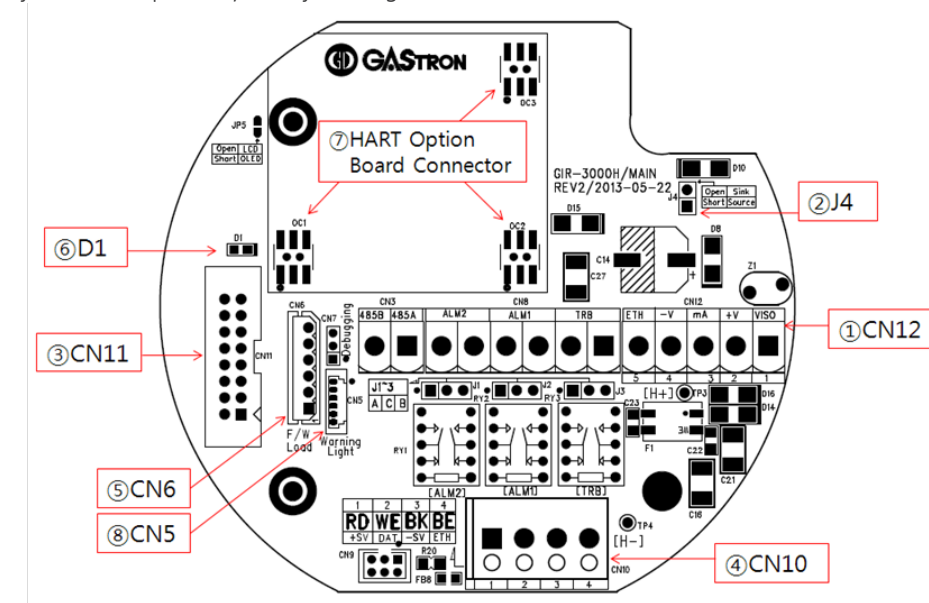 GASTRON
DC3
JP5
Open LCD
Short OLED
⑦HART Option
Board Connector
GIR-3000H/MAIN
REV2/2013-05-22
D10
J4
Open Sink
Short Source
②J4
D15
DC1
DC2
D1
⑥D1
C14
C27
D8
+
Z1
CN6
CN7
Debugging
CN3
CN8
CN12
485B 485A ALM2 ALM1 TRB ETH -V mA +V VISO
①CN12
③CN11
CN11
5 4 3 2 1
J1~3
A C B
J1
RY2
J2
RY3
J3
[H+]
TP3
D16
D14
CN5
F/W
Load
Warning
Light
RY1
C23
F1
3W
C22
C21
⑤CN6
⑧CN5
[ALM2]
[ALM1]
[TRB]
C16
1 2 3 4
RD WE BK BE
+SV DAT -SV ETH
TP4
[H-]
CN9
R20
FB8
CN10
④CN10
1 2 3 4